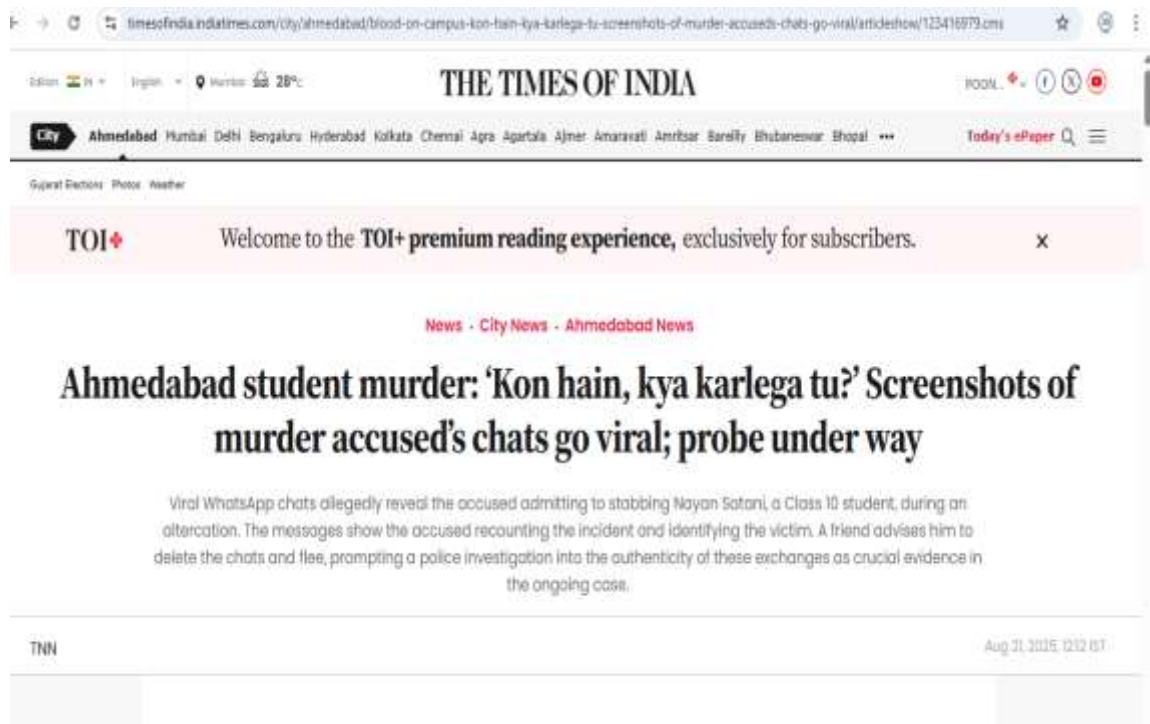 timesofindia.indiatimes.com/city/ahmedabad/blood-on-campus-kon-hain-kya-karlega-tu-screenshots-of-murder-accuseds-chats-go-viral/articleshow/123416979.cms
Edition IN English Mumbai 28°C
THE TIMES OF INDIA
City Ahmedabad Mumbai Delhi Bengaluru Hyderabad Kolkata Chennai Agra Agartala Ajmer Amaravati Amritsar Bareilly Bhubaneswar Bhopal •••
Today's ePaper
Gujarat Elections Photos Weather
TOI+ Welcome to the TOI+ premium reading experience, exclusively for subscribers. X
News - City News - Ahmedabad News
Ahmedabad student murder: ‘Kon hain, kya karlega tu?’ Screenshots of
murder accused’s chats go viral; probe under way
Viral WhatsApp chats allegedly reveal the accused admitting to stabbing Nayan Satani, a Class 10 student, during an
altercation. The messages show the accused recounting the incident and identifying the victim. A friend advises him to
delete the chats and flee, prompting a police investigation into the authenticity of these exchanges as crucial evidence in
the ongoing case.
TNN
Aug 21, 2025, 12:12 IST